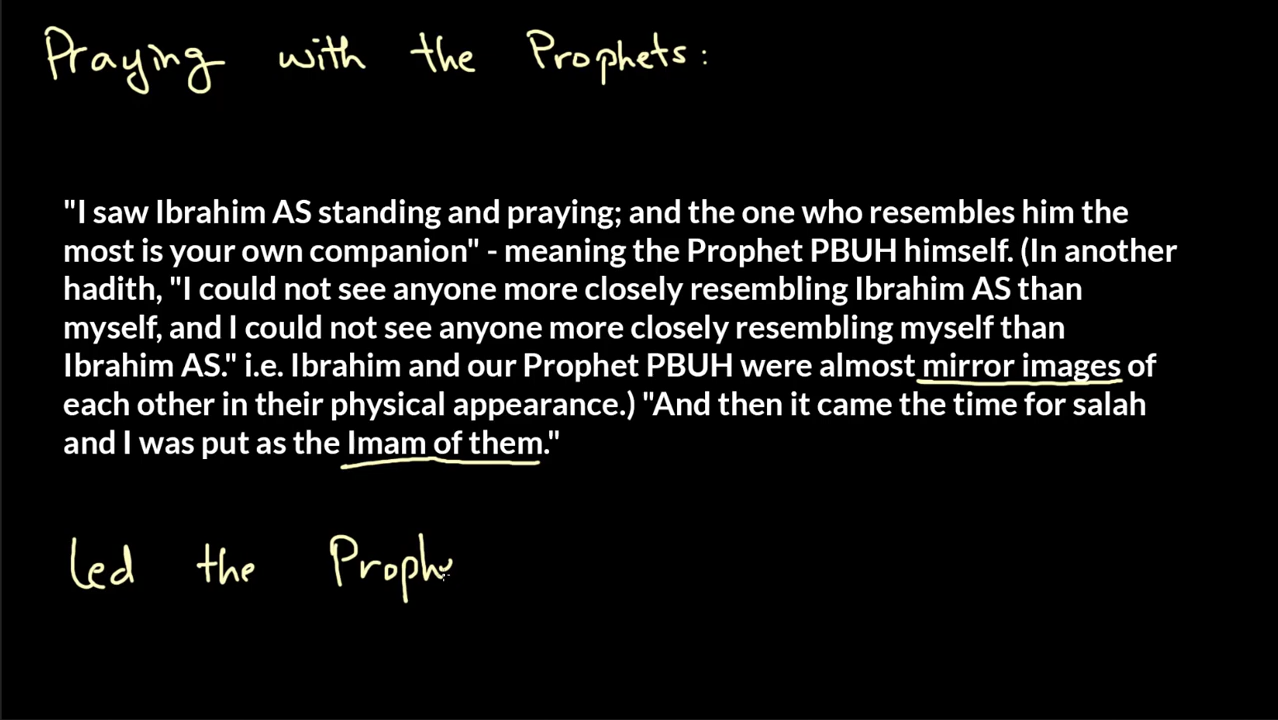 Praying with the Prophets:
"I saw Ibrahim AS standing and praying; and the one who resembles him the
most is your own companion" - meaning the Prophet PBUH himself. (In another
hadith, "I could not see anyone more closely resembling Ibrahim AS than
myself, and I could not see anyone more closely resembling myself than
Ibrahim AS." i.e. Ibrahim and our Prophet PBUH were almost mirror images of
each other in their physical appearance.) "And then it came the time for salah
and I was put as the Imam of them."
led the